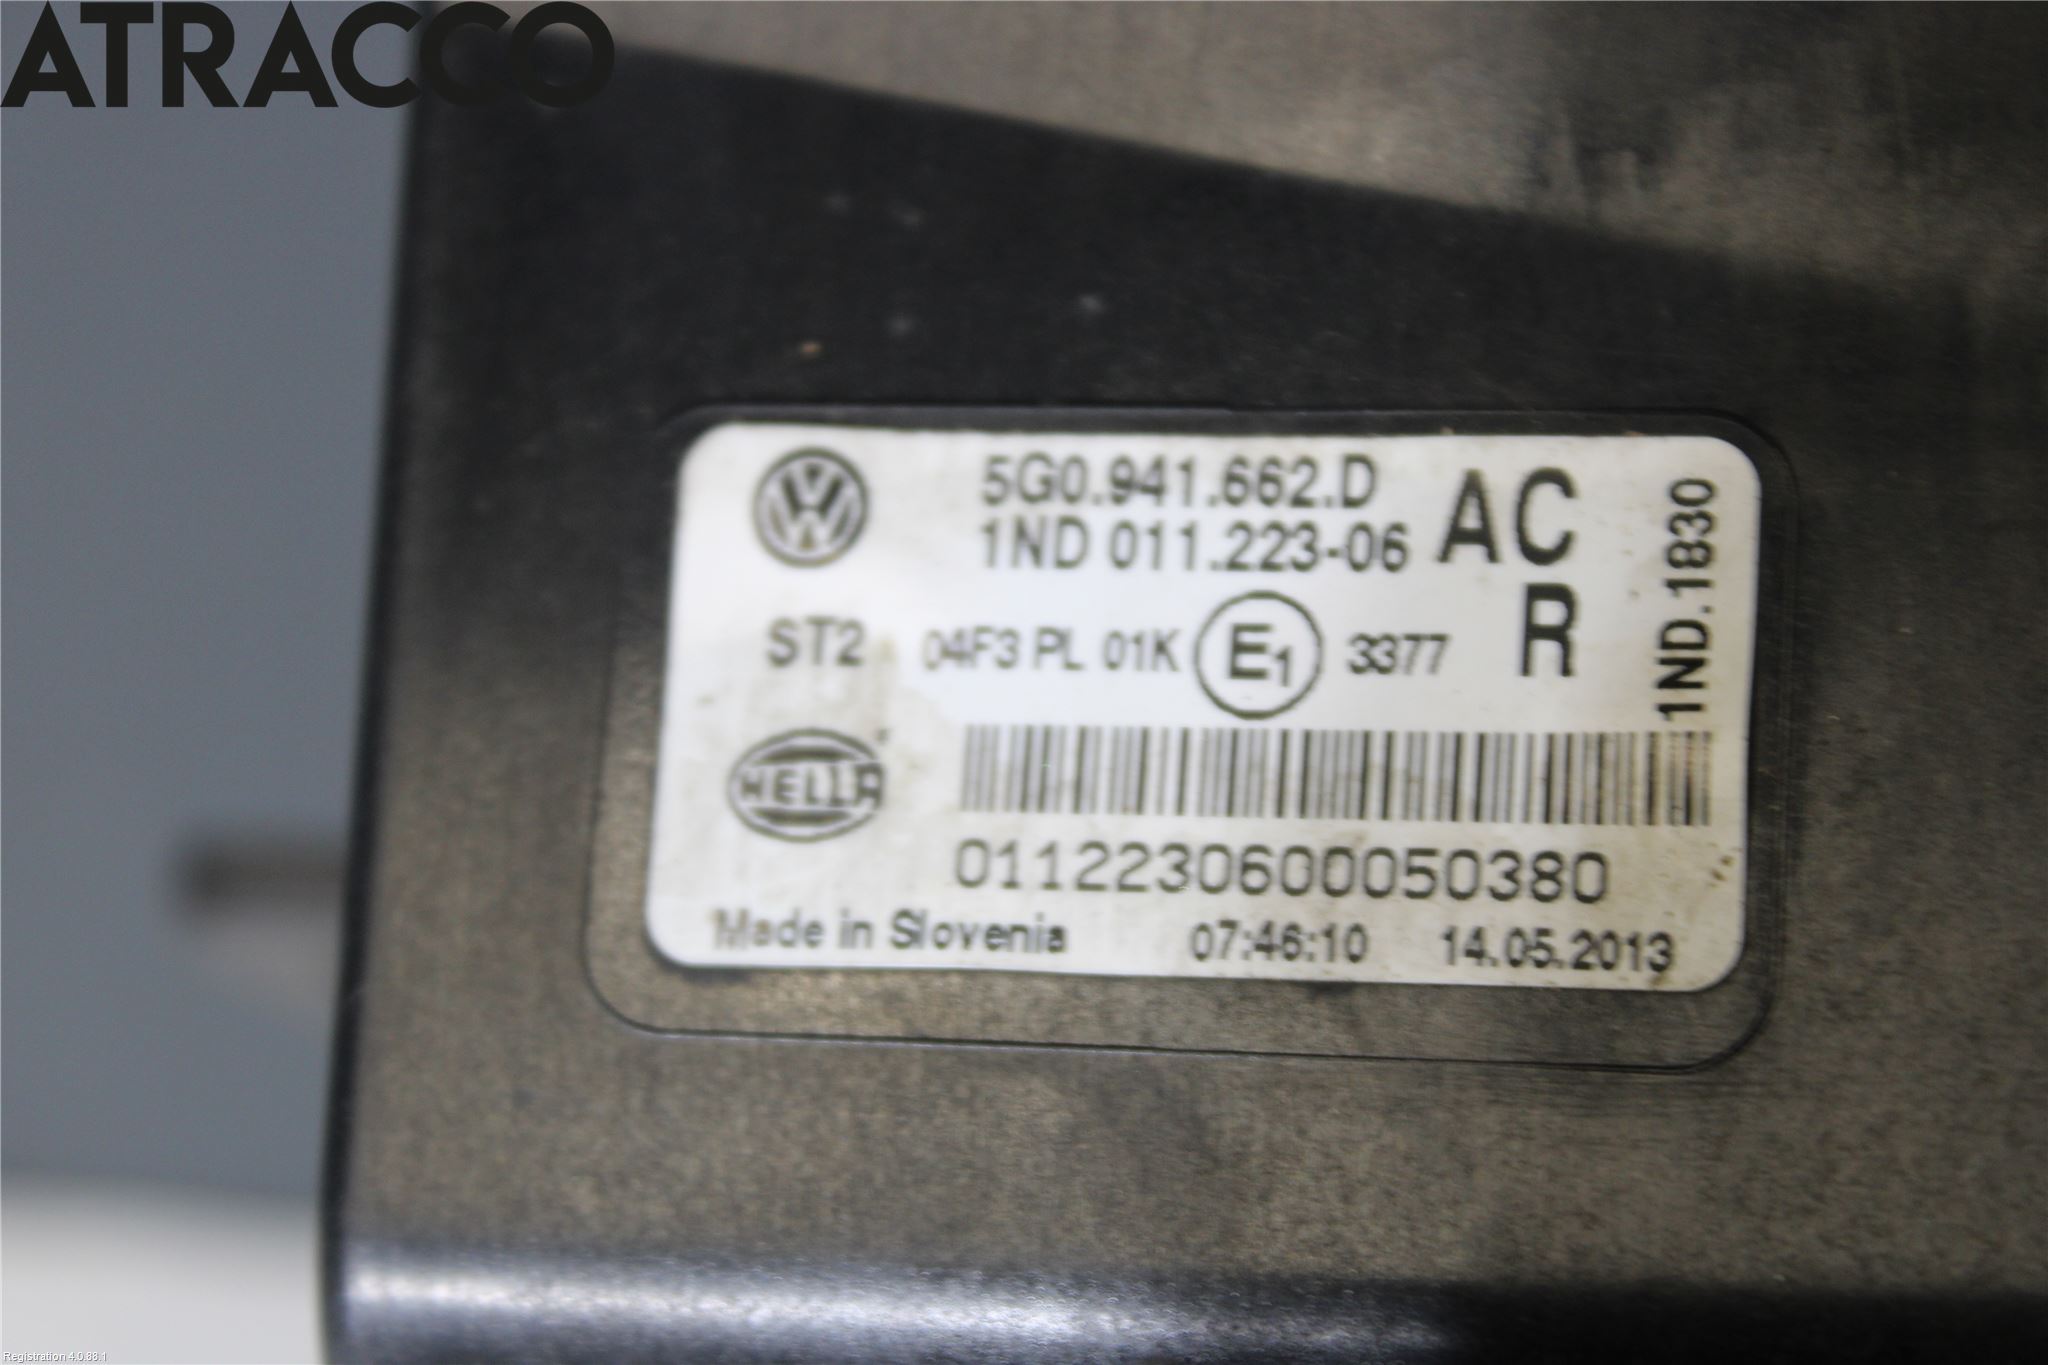 ATRACCO
5G0.941.662.D
1ND 011.223-06
AC
R
1ND.1830
ST2
04F3 PL 01K E1 3377
HELLA
0112230600050380
Made in Slovenia 07:46:10 14.05.2013
Registration 4.0.88.1